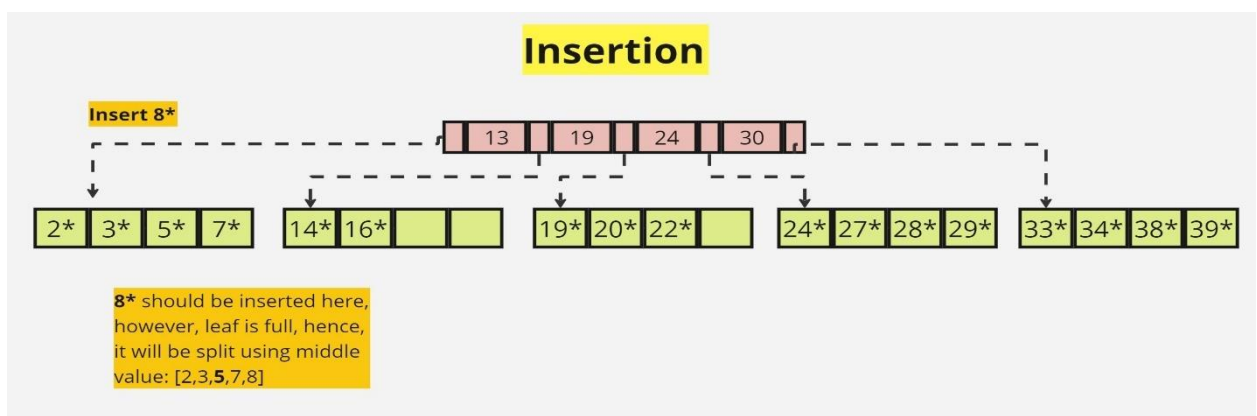 Insertion
Insert 8*
13 19 24 30
2* 3* 5* 7* 14* 16* 19* 20* 22* 24* 27* 28* 29* 33* 34* 38* 39*
8* should be inserted here,
however, leaf is full, hence,
it will be split using middle
value: [2,3,5,7,8]